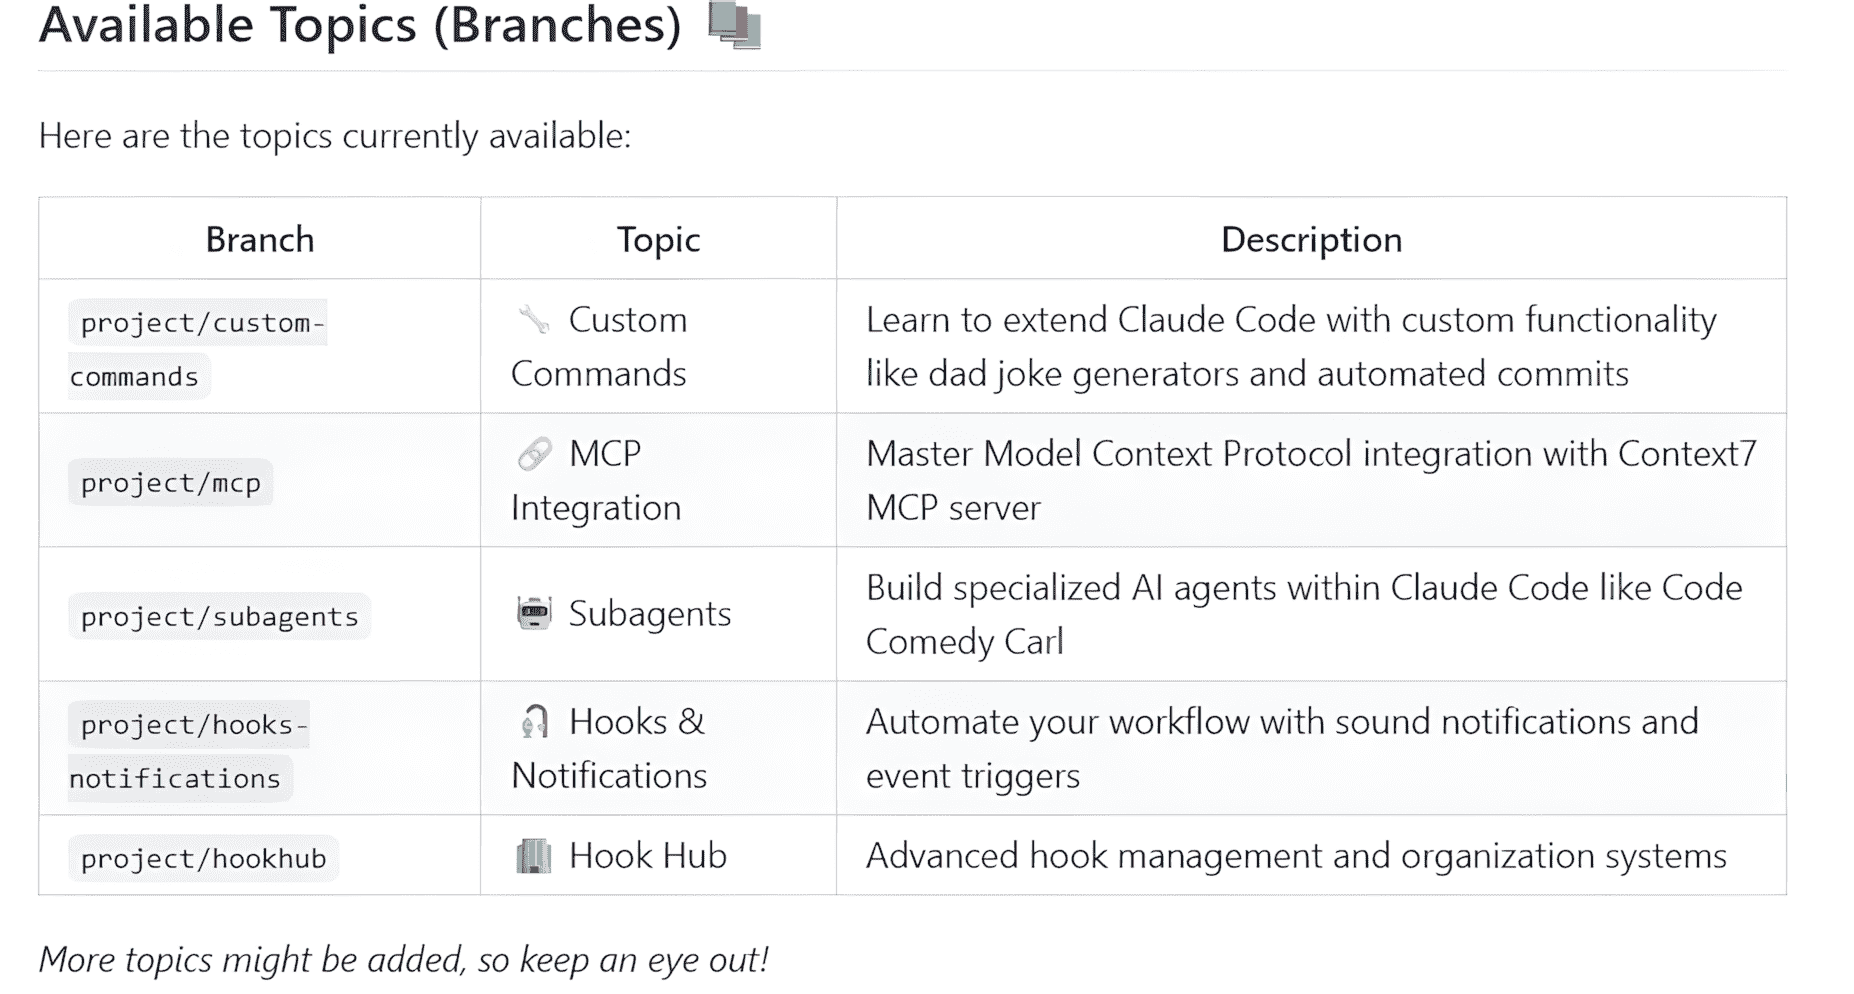 Available Topics (Branches) 📚
Here are the topics currently available:
Branch Topic Description
project/custom-
commands
🔧 Custom
Commands
Learn to extend Claude Code with custom functionality
like dad joke generators and automated commits
project/mcp
🔗 MCP
Integration
Master Model Context Protocol integration with Context7
MCP server
project/subagents
🤖 Subagents
Build specialized AI agents within Claude Code like Code
Comedy Carl
project/hooks-
notifications
🎣 Hooks &
Notifications
Automate your workflow with sound notifications and
event triggers
project/hookhub
🏢 Hook Hub
Advanced hook management and organization systems
More topics might be added, so keep an eye out!